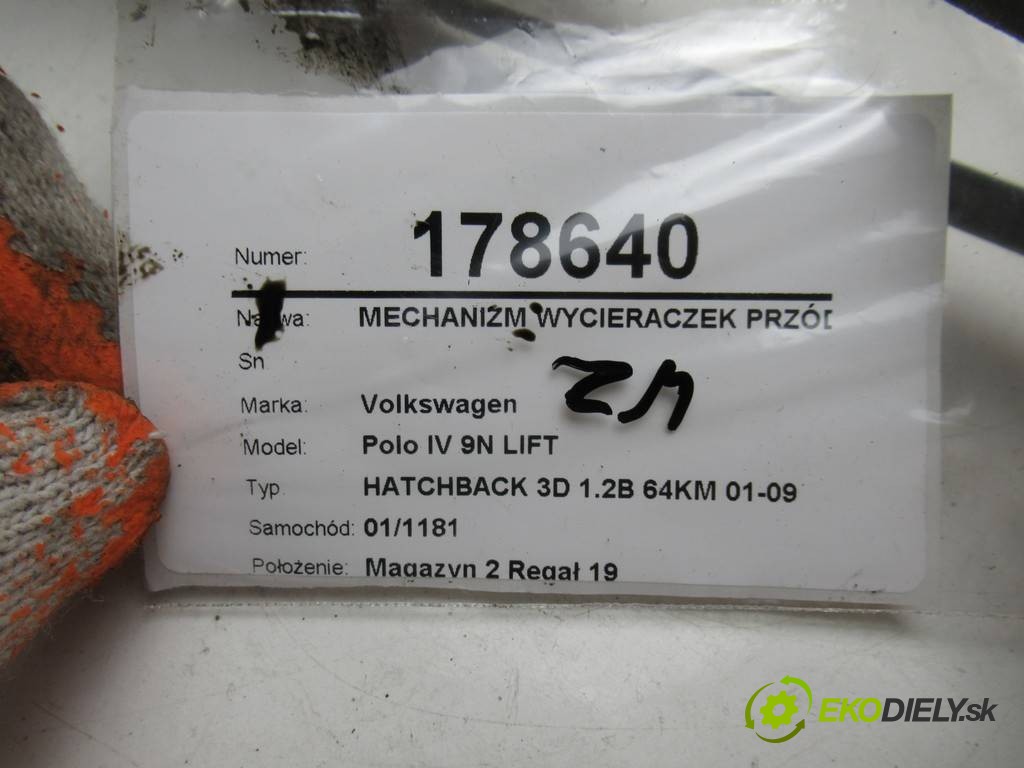 Numer: 178640
Nazwa: MECHANIZM WYCIERACZEK PRZÓD
Sn
Marka: Volkswagen
Model: Polo IV 9N LIFT
Typ HATCHBACK 3D 1.2B 64KM 01-09
Samochód: 01/1181
Położenie: Magazyn 2 Regał 19
EKODIELY.sk